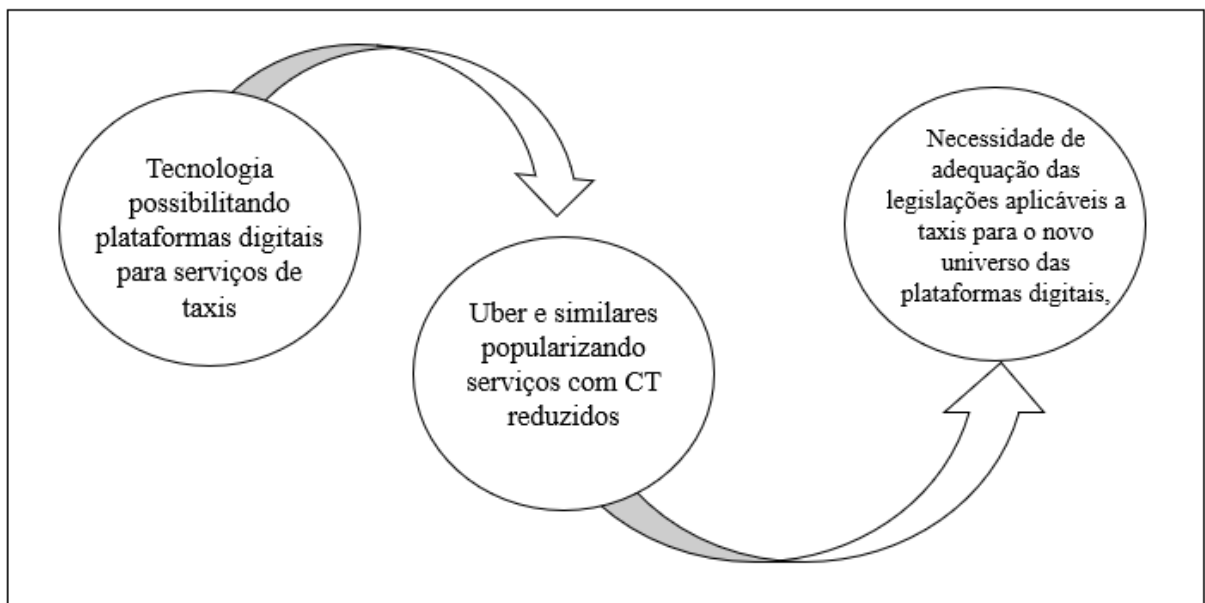 Tecnologia
possibilitando
plataformas digitais
para serviços de
taxis
Uber e similares
popularizando
serviços com CT
reduzidos
Necessidade de
adequação das
legislações aplicáveis a
taxis para o novo
universo das
plataformas digitais,